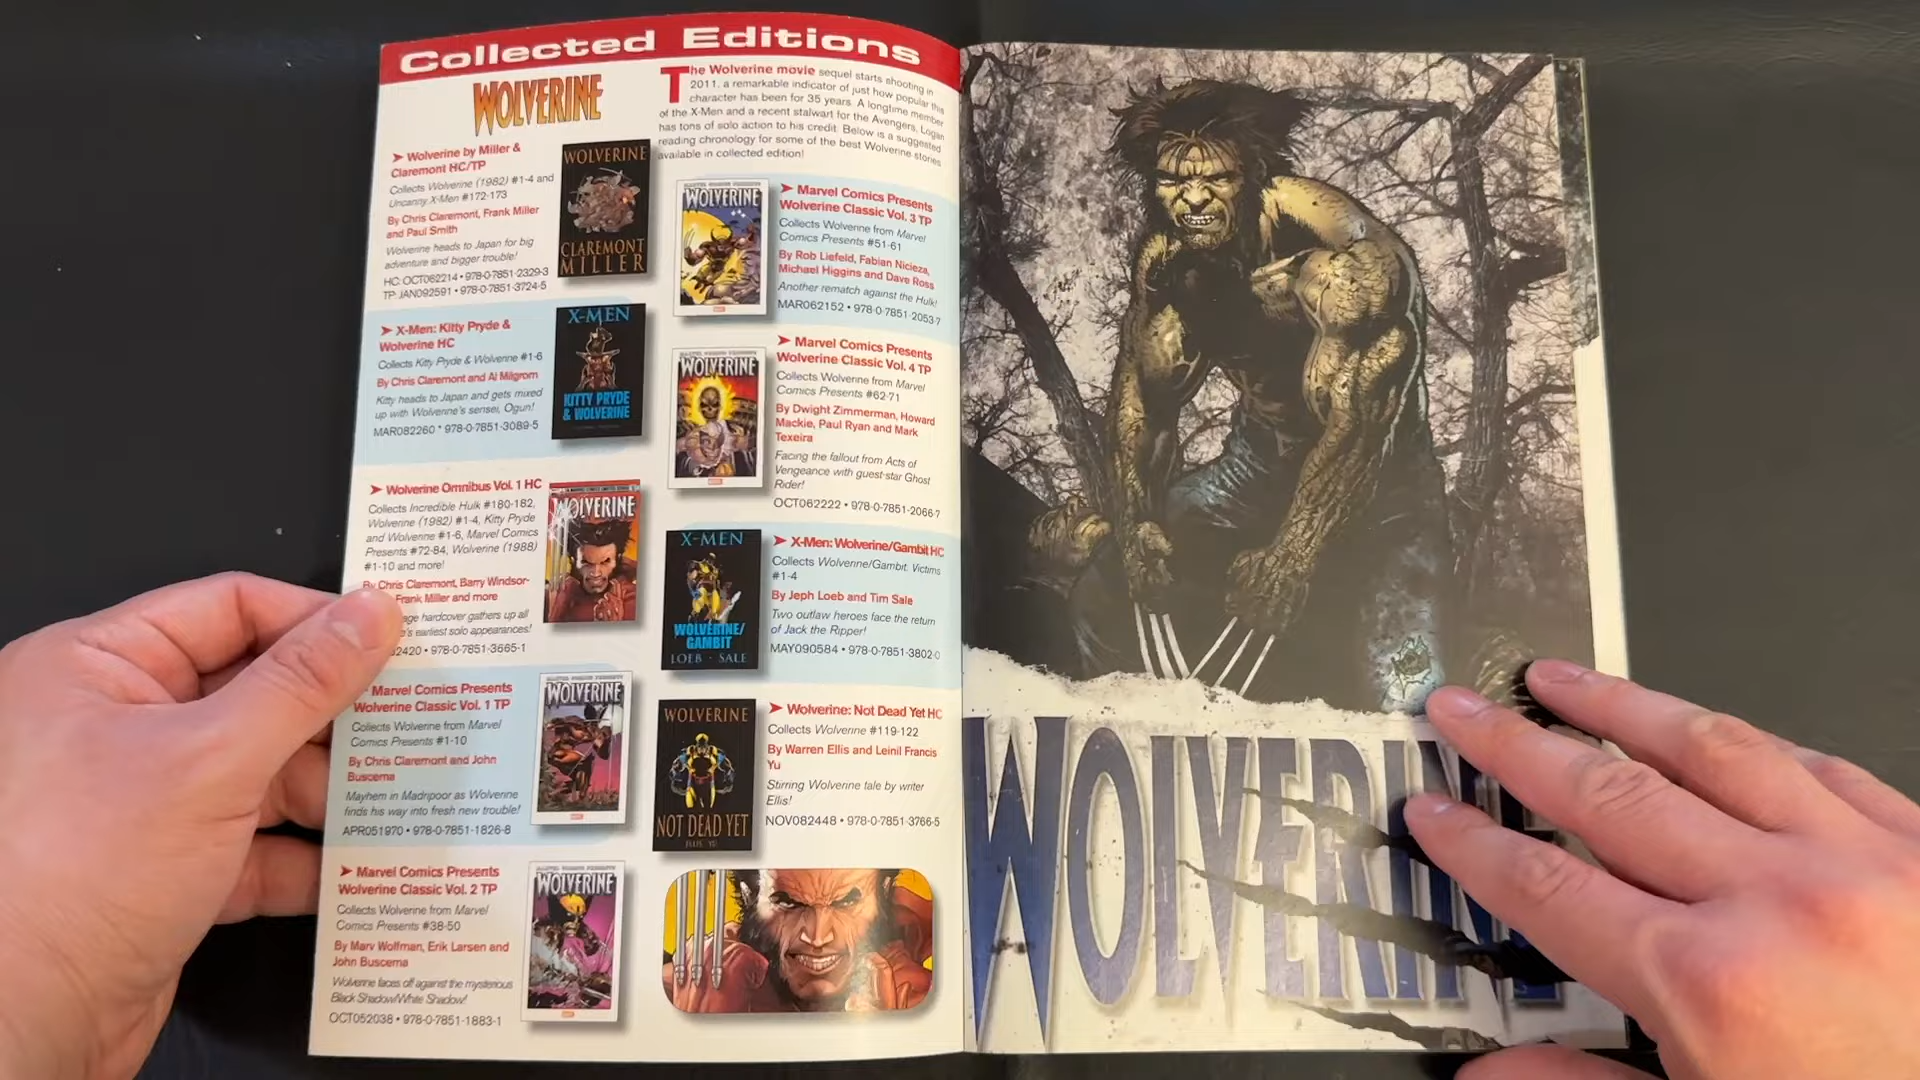 Collected Editions
WOLVERINE
The Wolverine movie sequel starts shooting in
2011, a remarkable indicator of just how popular this
character has been for 35 years. A longtime member
of the X-Men and a recent stalwart for the Avengers, Logan
has tons of solo action to his credit. Below is a suggested
reading chronology for some of the best Wolverine stories
available in collected edition!
➤ Wolverine by Miller &
Claremont HC/TP
Collects Wolverine (1982) #1-4 and
Uncanny X-Men #172-173
By Chris Claremont, Frank Miller
and Paul Smith
Wolverine heads to Japan for big
adventure and bigger trouble!
HC: OCT062214 • 978-0-7851-2329-3
TP: JAN092591 • 978-0-7851-3724-5
WOLVERINE
CLAREMONT
MILLER
➤ X-Men: Kitty Pryde &
Wolverine HC
Collects Kitty Pryde & Wolverine #1-6
By Chris Claremont and Al Milgrom
Kitty heads to Japan and gets mixed
up with Wolverine's sensei, Ogun!
MAR082260 • 978-0-7851-3089-5
X-MEN
KITTY PRYDE
& WOLVERINE
➤ Wolverine Omnibus Vol. 1 HC
Collects Incredible Hulk #180-182,
Wolverine (1982) #1-4, Kitty Pryde
and Wolverine #1-6, Marvel Comics
Presents #72-84, Wolverine (1988)
#1-10 and more!
By Chris Claremont, Barry Windsor-
Frank Miller and more
age hardcover gathers up all
's earliest solo appearances!
2420 • 978-0-7851-3665-1
WOLVERINE
Marvel Comics Presents
Wolverine Classic Vol. 1 TP
Collects Wolverine from Marvel
Comics Presents #1-10
By Chris Claremont and John
Buscema
Mayhem in Madripoor as Wolverine
finds his way into fresh new trouble!
APR051970 • 978-0-7851-1826-8
WOLVERINE
➤ Marvel Comics Presents
Wolverine Classic Vol. 2 TP
Collects Wolverine from Marvel
Comics Presents #38-50
By Marv Wolfman, Erik Larsen and
John Buscema
Wolverine faces off against the mysterious
Black Shadow/White Shadow!
OCT052038 • 978-0-7851-1883-1
WOLVERINE
➤ Marvel Comics Presents
Wolverine Classic Vol. 3 TP
Collects Wolverine from Marvel
Comics Presents #51-61
By Rob Liefeld, Fabian Nicieza,
Michael Higgins and Dave Ross
Another rematch against the Hulk!
MAR062152 • 978-0-7851-2053-7
WOLVERINE
➤ Marvel Comics Presents
Wolverine Classic Vol. 4 TP
Collects Wolverine from Marvel
Comics Presents #62-71
By Dwight Zimmerman, Howard
Mackie, Paul Ryan and Mark
Texeira
Facing the fallout from Acts of
Vengeance with guest-star Ghost
Rider!
OCT062222 • 978-0-7851-2066-7
WOLVERINE
➤ X-Men: Wolverine/Gambit HC
Collects Wolverine/Gambit: Victims
#1-4
By Jeph Loeb and Tim Sale
Two outlaw heroes face the return
of Jack the Ripper!
MAY090584 • 978-0-7851-3802-0
X-MEN
WOLVERINE/
GAMBIT
LOEB · SALE
➤ Wolverine: Not Dead Yet HC
Collects Wolverine #119-122
By Warren Ellis and Leinil Francis
Yu
Stirring Wolverine tale by writer
Ellis!
NOV082448 • 978-0-7851-3766-5
WOLVERINE
NOT DEAD YET
ELLIS YU
WOLVERINE